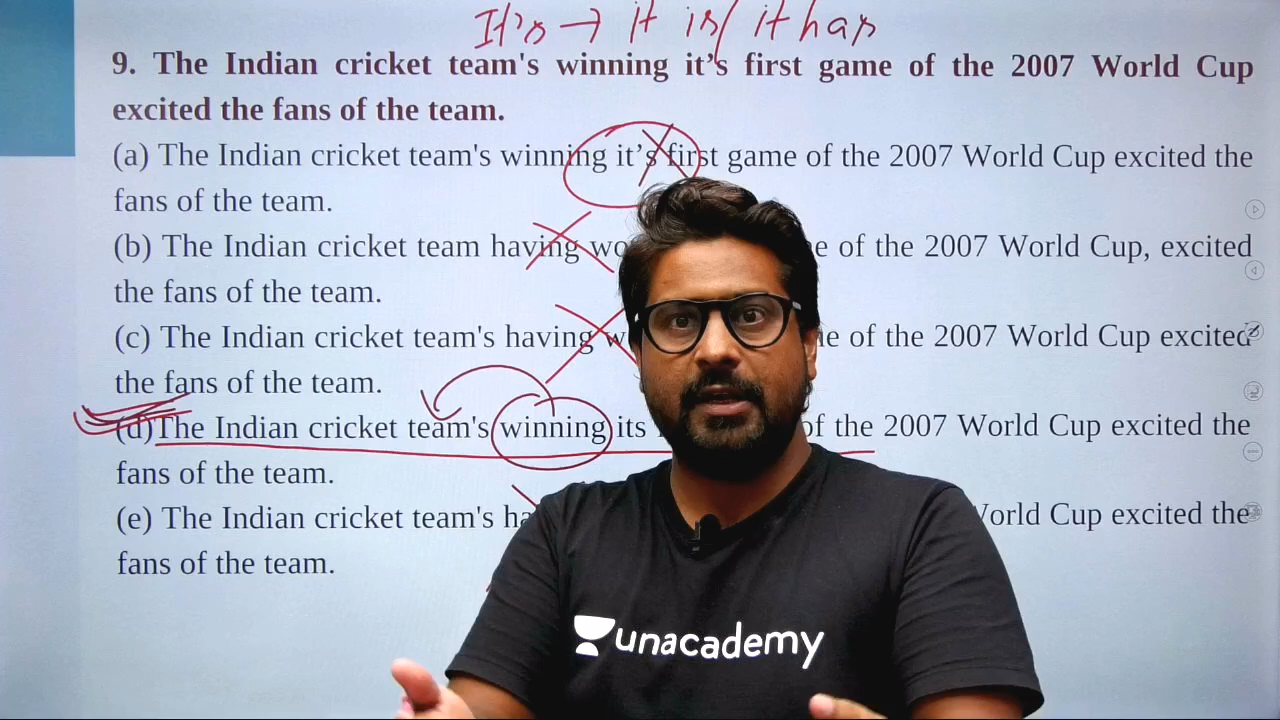 It's → it is/ it has
9. The Indian cricket team's winning it’s first game of the 2007 World Cup
excited the fans of the team.
(a) The Indian cricket team's winning it’s first game of the 2007 World Cup excited the
fans of the team.
(b) The Indian cricket team having of the 2007 World Cup, excited
the fans of the team.
(c) The Indian cricket team's having of the 2007 World Cup excited
the fans of the team.
(d)The Indian cricket team's winning its of the 2007 World Cup excited the
fans of the team.
(e) The Indian cricket team's World Cup excited the
fans of the team.
unacademy